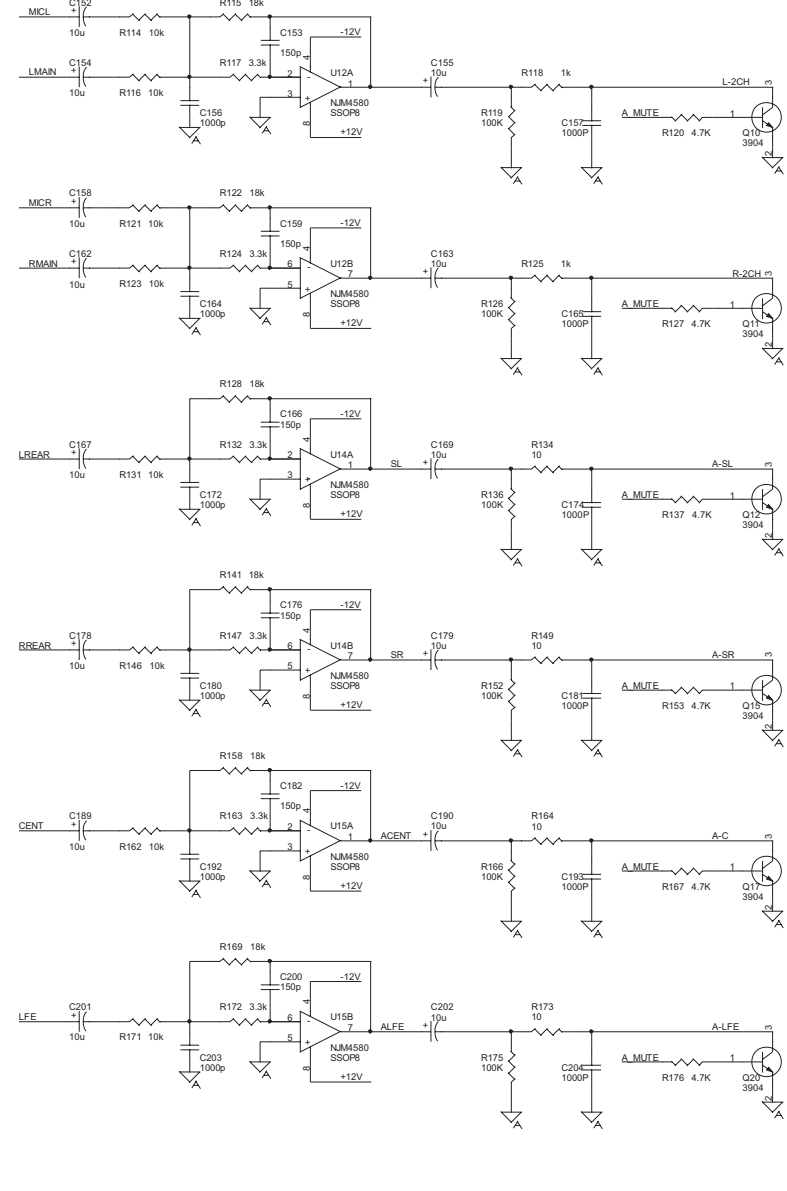 C152 R115 18k
MICL + C153 -12V
10u R114 10k 150p 4
C154 R117 3.3k U12A C155
LMAIN + 2 - 1 + 10u R118 1k L-2CH 3
10u R116 10k 3 + NJM4580 R119 C157 A_MUTE 1
C156 SSOP8 100K 1000P R120 4.7K Q10
1000p 8 +12V 3904
A A A A 2 A
C158 R122 18k
MICR + C159 -12V
10u R121 10k 150p 4
C162 R124 3.3k U12B C163
RMAIN + 6 - 7 + 10u R125 1k R-2CH 3
10u R123 10k 5 + NJM4580 R126 C165 A_MUTE 1
C164 SSOP8 100K 1000P R127 4.7K Q11
1000p 8 +12V 3904
A A A A 2 A
R128 18k
C166 -12V
150p 4
C167 R132 3.3k U14A C169 R134
LREAR + 2 - 1 SL + 10u 10 A-SL 3
10u R131 10k 3 + NJM4580 R136 C174 A_MUTE 1
C172 SSOP8 100K 1000P R137 4.7K Q12
1000p 8 +12V 3904
A A A A 2 A
R141 18k
C176 -12V
150p 4
C178 R147 3.3k U14B C179 R149
RREAR + 6 - 7 SR + 10u 10 A-SR 3
10u R146 10k 5 + NJM4580 R152 C181 A_MUTE 1
C180 SSOP8 100K 1000P R153 4.7K Q15
1000p 8 +12V 3904
A A A A 2 A
R158 18k
C182 -12V
150p 4
C189 R163 3.3k U15A C190 R164
CENT + 2 - 1 ACENT + 10u 10 A-C 3
10u R162 10k 3 + NJM4580 R166 C193 A_MUTE 1
C192 SSOP8 100K 1000P R167 4.7K Q17
1000p 8 +12V 3904
A A A A 2 A
R169 18k
C200 -12V
150p 4
C201 R172 3.3k U15B C202 R173
LFE + 6 - 7 ALFE + 10u 10 A-LFE 3
10u R171 10k 5 + NJM4580 R175 C204 A_MUTE 1
C203 SSOP8 100K 1000P R176 4.7K Q20
1000p 8 +12V 3904
A A A A 2 A